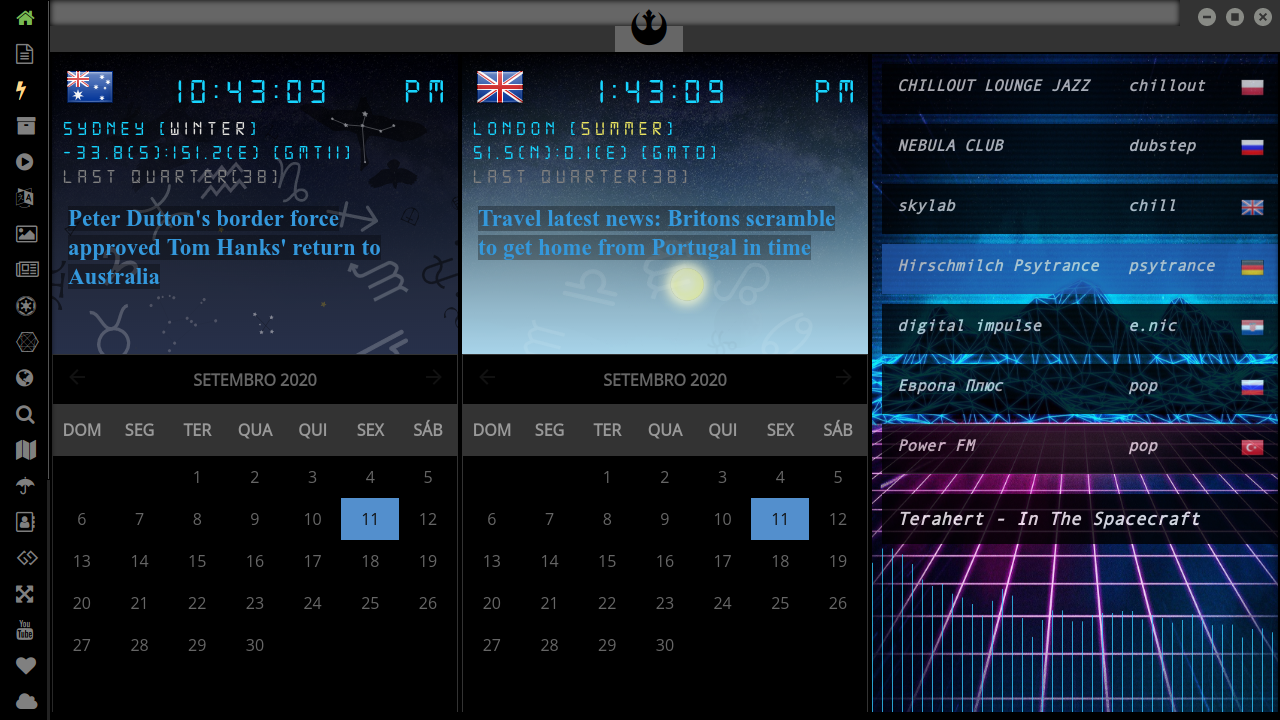 10:43:09 PM
SYDNEY (WINTER)
-33.8(S):151.2(E) (GMT11)
LAST QUARTER(38)
Peter Dutton's border force
approved Tom Hanks' return to
Australia
SETEMBRO 2020
DOM SEG TER QUA QUI SEX SÁB
1 2 3 4 5
6 7 8 9 10 11 12
13 14 15 16 17 18 19
20 21 22 23 24 25 26
27 28 29 30
1:43:09 PM
LONDON (SUMMER)
51.5(N):0.1(E) (GMT0)
LAST QUARTER(38)
Travel latest news: Britons scramble
to get home from Portugal in time
SETEMBRO 2020
DOM SEG TER QUA QUI SEX SÁB
1 2 3 4 5
6 7 8 9 10 11 12
13 14 15 16 17 18 19
20 21 22 23 24 25 26
27 28 29 30
CHILLOUT LOUNGE JAZZ chillout
NEBULA CLUB dubstep
skylab chill
Hirschmilch Psytrance psytrance
digital impulse e.nic
Европа Плюс pop
Power FM pop
Terahert - In The Spacecraft
You
Tube